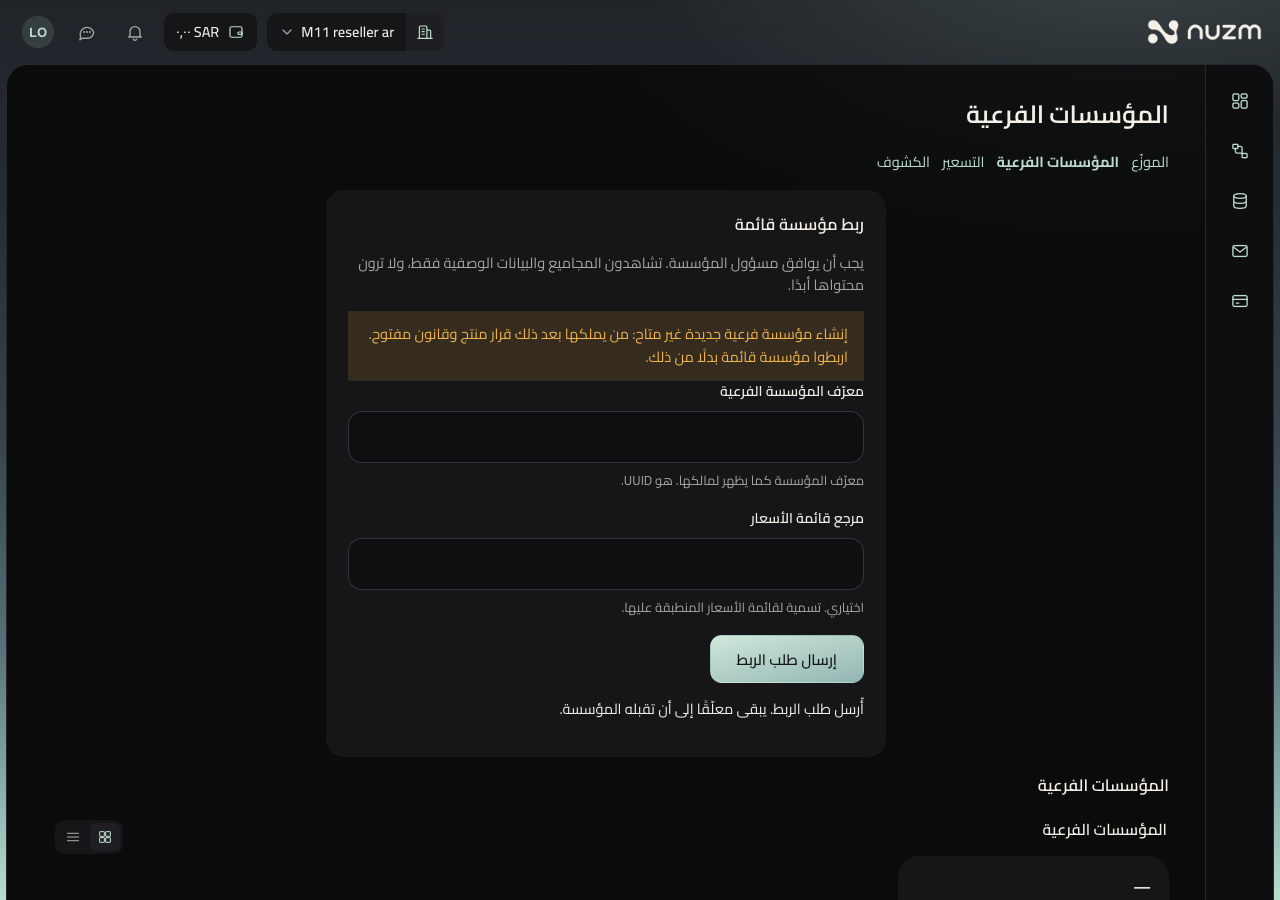 nuzm
M11 reseller ar
٠٫٠٠ SAR
LO
المؤسسات الفرعية
الموزّع المؤسسات الفرعية التسعير الكشوف
ربط مؤسسة قائمة
يجب أن يوافق مسؤول المؤسسة. تشاهدون المجاميع والبيانات الوصفية فقط، ولا ترون
محتواها أبدًا.
إنشاء مؤسسة فرعية جديدة غير متاح: من يملكها بعد ذلك قرار منتج وقانون مفتوح.
اربطوا مؤسسة قائمة بدلًا من ذلك.
معرّف المؤسسة الفرعية
معرّف المؤسسة كما يظهر لمالكها. هو UUID.
مرجع قائمة الأسعار
اختياري. تسمية لقائمة الأسعار المنطبقة عليها.
إرسال طلب الربط
أُرسل طلب الربط. يبقى معلّقًا إلى أن تقبله المؤسسة.
المؤسسات الفرعية
المؤسسات الفرعية
—